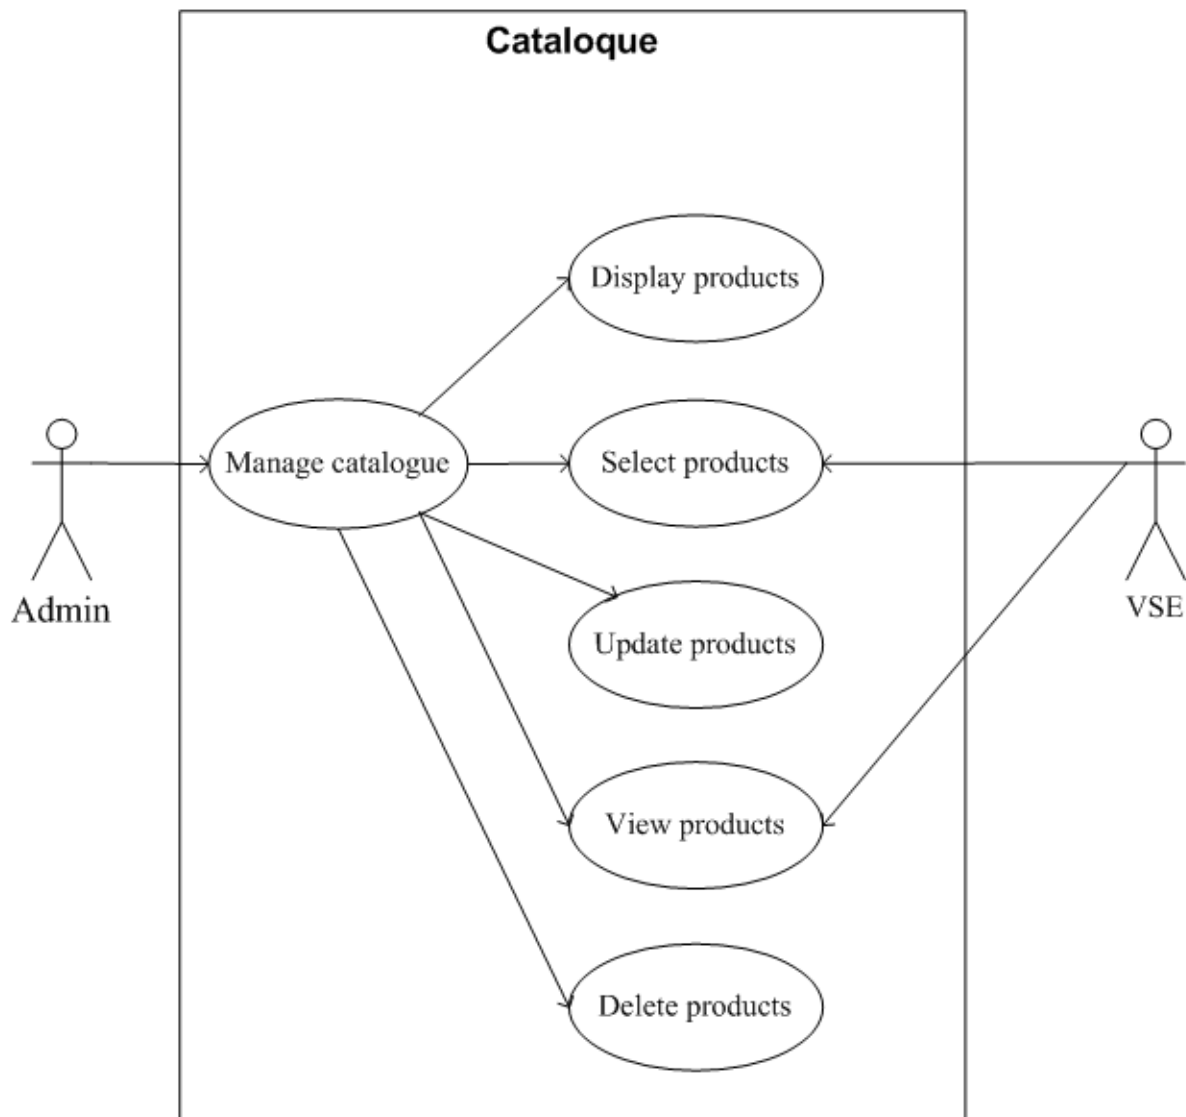 Cataloque
Display products
Manage catalogue
Select products
Admin
VSE
Update products
View products
Delete products